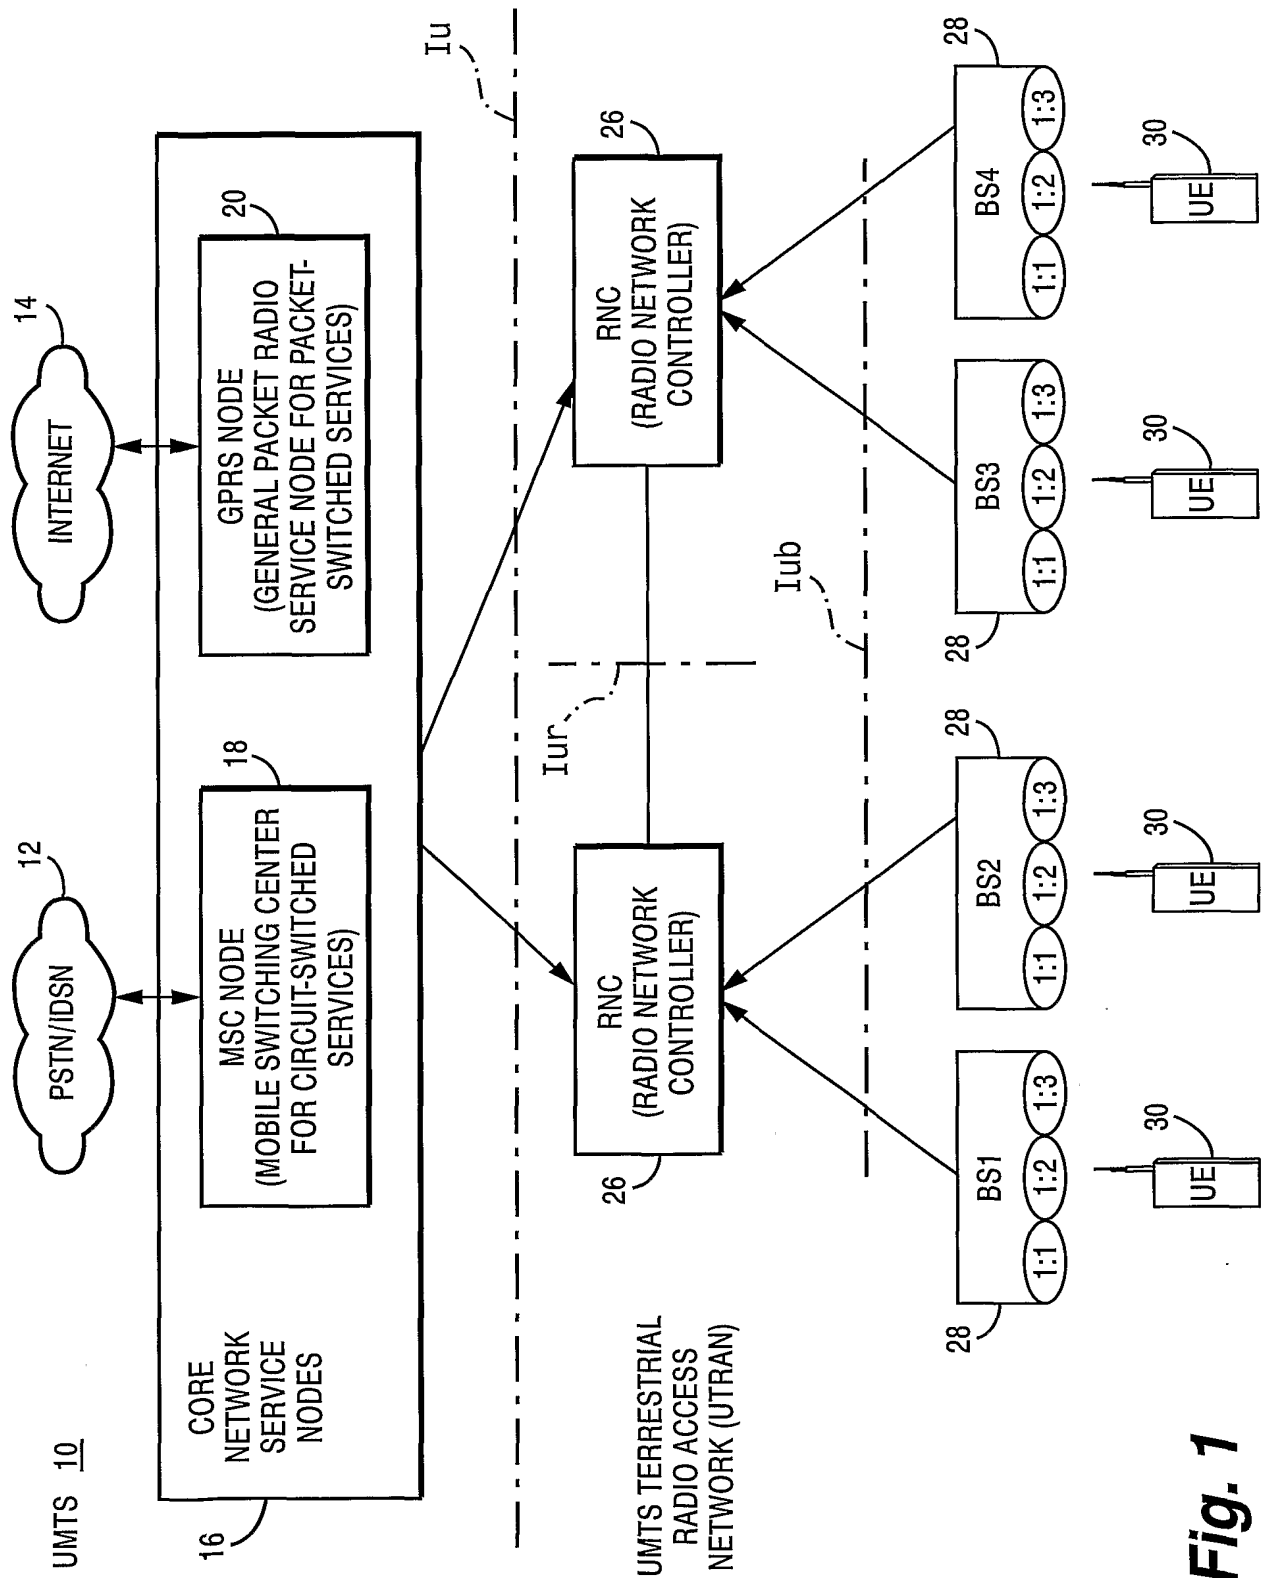 UMTS 10
PSTN/IDSN
12
INTERNET
14
16
CORE
NETWORK
SERVICE
NODES
18
MSC NODE
(MOBILE SWITCHING CENTER
FOR CIRCUIT-SWITCHED
SERVICES)
20
GPRS NODE
(GENERAL PACKET RADIO
SERVICE NODE FOR PACKET-
SWITCHED SERVICES)
Iu
UMTS TERRESTRIAL
RADIO ACCESS
NETWORK (UTRAN)
26
RNC
(RADIO NETWORK
CONTROLLER)
Iur
26
RNC
(RADIO NETWORK
CONTROLLER)
Iub
28
BS1
1:1 1:2 1:3
28
BS2
1:1 1:2 1:3
28
BS3
1:1 1:2 1:3
28
BS4
1:1 1:2 1:3
30
UE
30
UE
30
UE
30
UE
Fig. 1